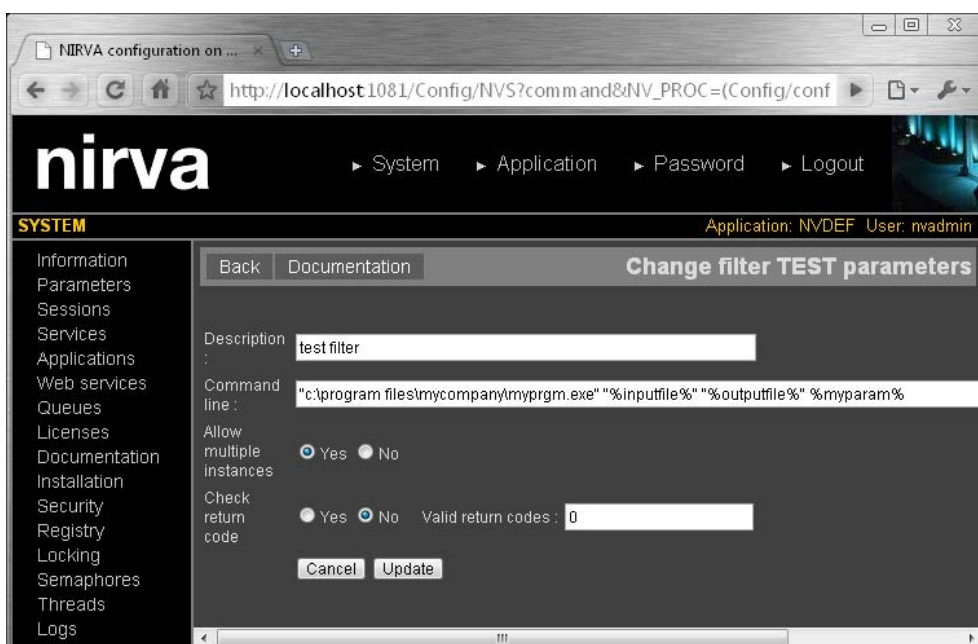 NIRVA configuration on ...
http://localhost:1081/Config/NVS?command&NV_PROC=(Config/conf
nirva
System Application Password Logout
SYSTEM Application: NVDEF User: nvadmin
Information
Parameters
Sessions
Services
Applications
Web services
Queues
Licenses
Documentation
Installation
Security
Registry
Locking
Semaphores
Threads
Logs
Back Documentation Change filter TEST parameters
Description
:
test filter
Command
line :
"c:\program files\mycompany\myprgm.exe" "%inputfile%" "%outputfile%" %myparam%
Allow
multiple
instances
Yes No
Check
return
code
Yes No Valid return codes : 0
Cancel Update